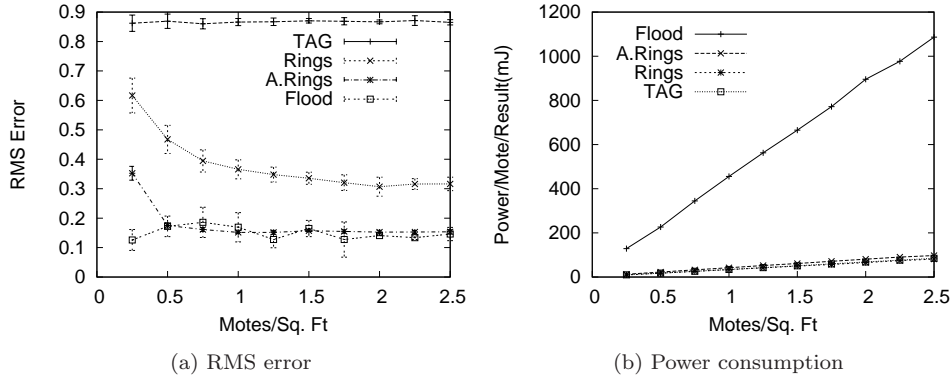 0.9
0.8
0.7
0.6
0.5
0.4
0.3
0.2
0.1
0
RMS Error
TAG
Rings
A.Rings
Flood
0 0.5 1 1.5 2 2.5
Motes/Sq. Ft
(a) RMS error
1200
1000
800
600
400
200
0
Power/Mote/Result(mJ)
Flood
A.Rings
Rings
TAG
0 0.5 1 1.5 2 2.5
Motes/Sq. Ft
(b) Power consumption